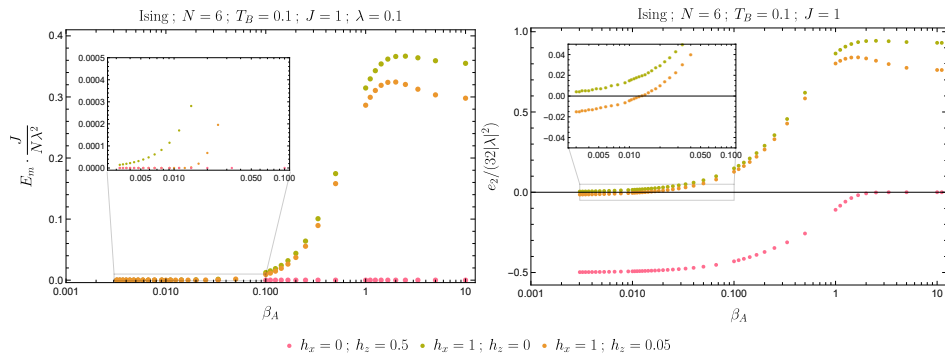 Ising ; N = 6 ; T_B = 0.1 ; J = 1 ; λ = 0.1
E_m · J/(Nλ²)
0.4
0.3
0.2
0.1
0.0
0.0005
0.0004
0.0003
0.0002
0.0001
0.0000
0.005 0.010 0.050 0.100
0.001 0.010 0.100 1 10
β_A
Ising ; N = 6 ; T_B = 0.1 ; J = 1
e_2/(32|λ|²)
1.0
0.5
0.0
-0.5
0.04
0.02
0.00
-0.02
-0.04
0.005 0.010 0.050 0.100
0.001 0.010 0.100 1 10
β_A
h_x = 0 ; h_z = 0.5 h_x = 1 ; h_z = 0 h_x = 1 ; h_z = 0.05